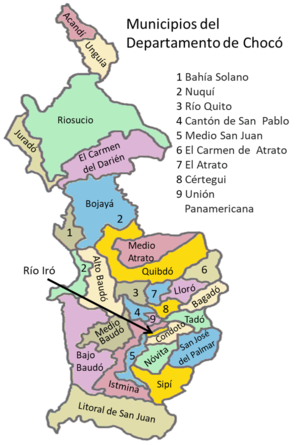 Municipios del
Departamento de Chocó
Acandí
Unguía
1 Bahía Solano
2 Nuquí
3 Río Quito
4 Cantón de San Pablo
5 Medio San Juan
6 El Carmen de Atrato
7 El Atrato
8 Cértegui
9 Unión
Panamericana
Riosucio
Juradó
El Carmen
del Darién
Bojayá
2
1
Medio
Atrato
Río Iró
2
Alto
Baudó
Quibdó
6
3
7
Lloró
Bagadó
4
8
9
Tadó
Medio
Baudó
Condoto
San José
del Palmar
Bajo
Baudó
5
Nóvita
Istmina
Sipí
Litoral de San Juan